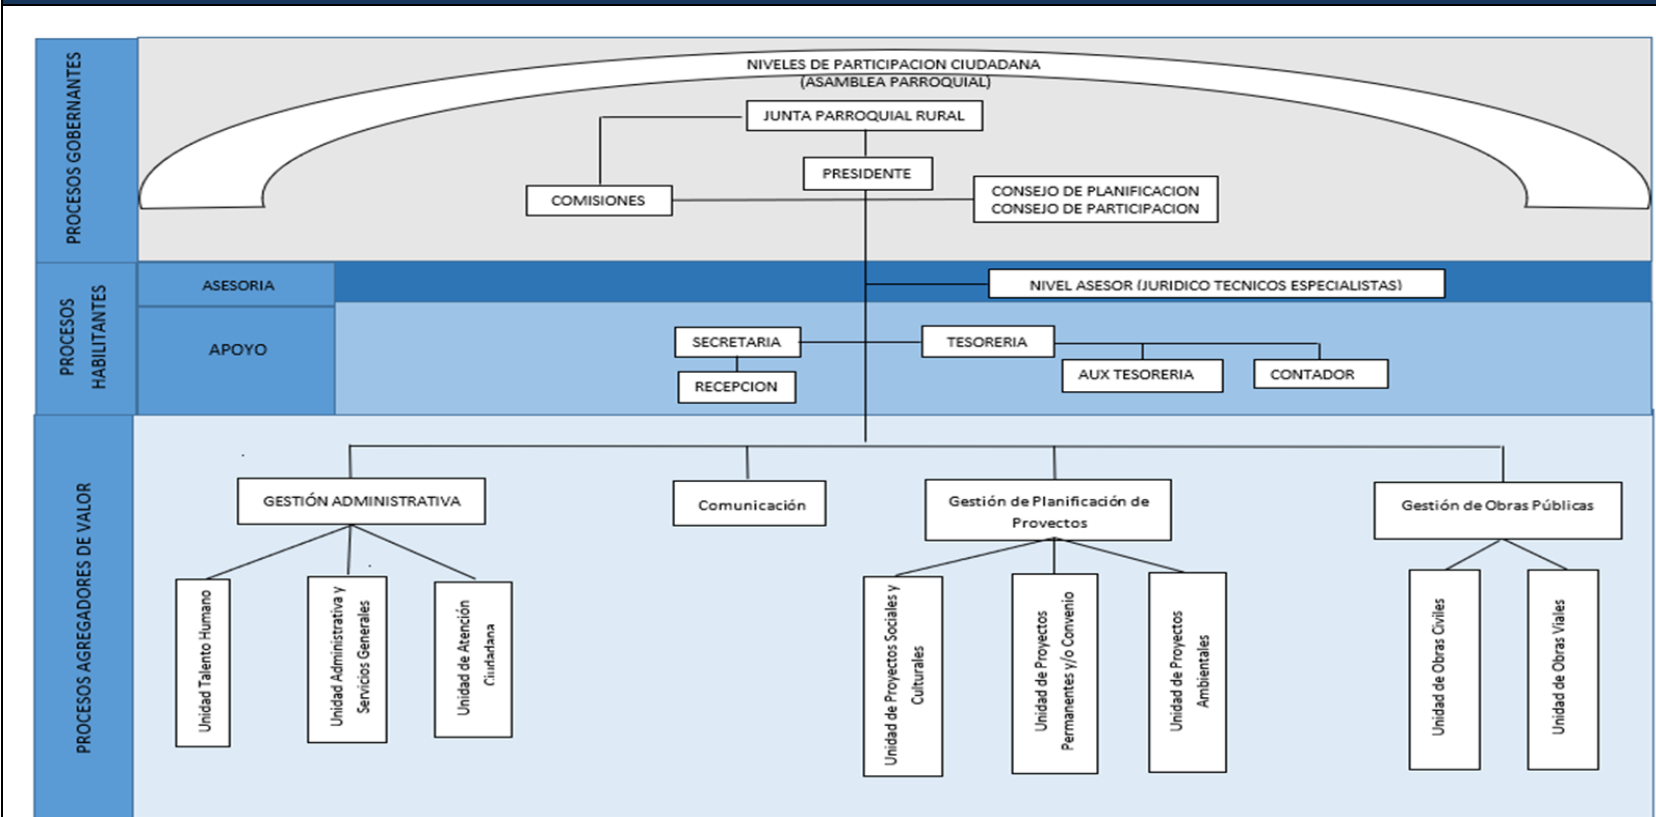 PROCESOS GOBERNANTES
NIVELES DE PARTICIPACION CIUDADANA
(ASAMBLEA PARROQUIAL)
JUNTA PARROQUIAL RURAL
PRESIDENTE
COMISIONES
CONSEJO DE PLANIFICACION
CONSEJO DE PARTICIPACION
PROCESOS
HABILITANTES
ASESORIA
NIVEL ASESOR (JURIDICO TECNICOS ESPECIALISTAS)
APOYO
SECRETARIA
TESORERIA
RECEPCION
AUX TESORERIA
CONTADOR
PROCESOS AGREGADORES DE VALOR
GESTIÓN ADMINISTRATIVA
Comunicación
Gestión de Planificación de
Proyectos
Gestión de Obras Públicas
Unidad Talento Humano
Unidad Administrativa y
Servicios Generales
Unidad de Atención
Ciudadana
Unidad de Proyectos Sociales y
Culturales
Unidad de Proyectos
Permanentes y/o Convenio
Unidad de Proyectos
Ambientales
Unidad de Obras Civiles
Unidad de Obras Viales